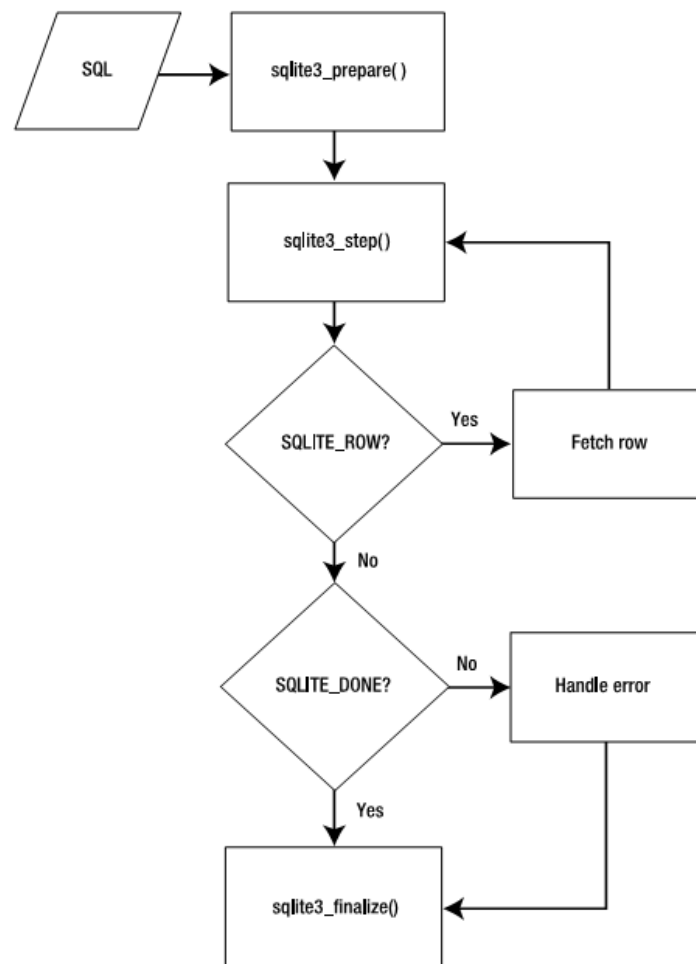 SQL
sqlite3_prepare( )
sqlite3_step()
SQLITE_ROW?
Yes
Fetch row
No
SQLITE_DONE?
No
Handle error
Yes
sqlite3_finalize()